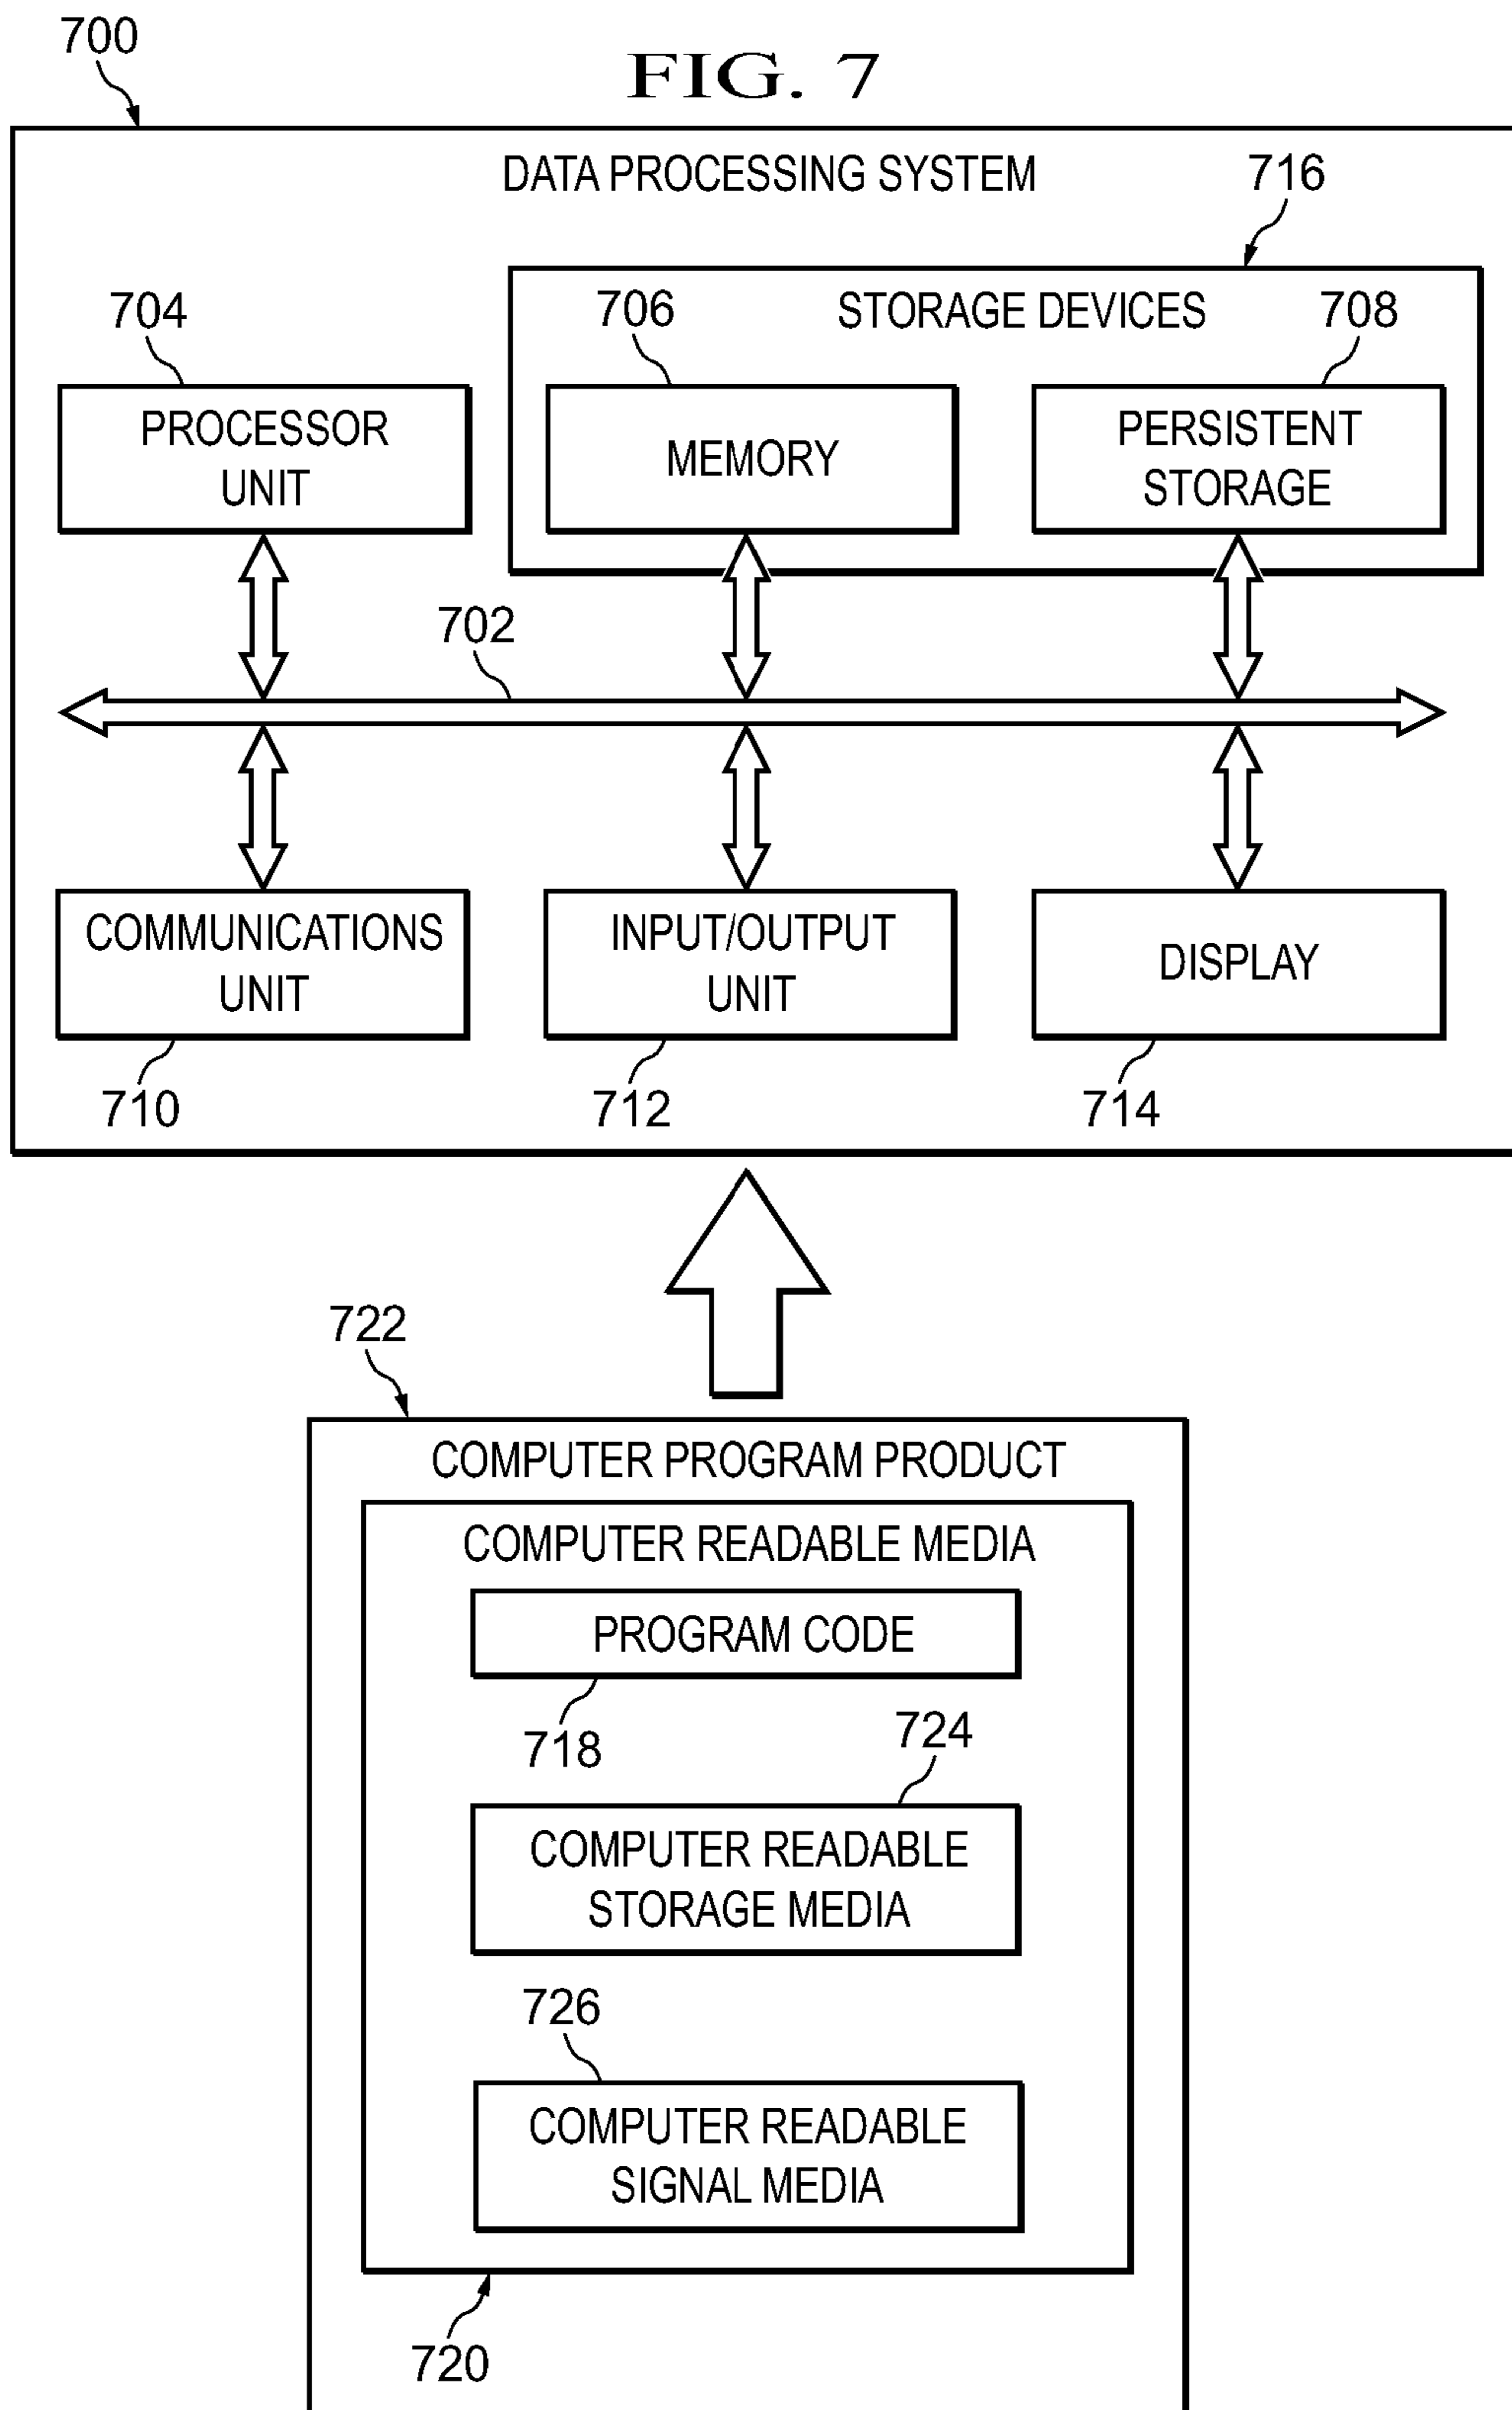 700
FIG. 7
DATA PROCESSING SYSTEM
716
704
706
STORAGE DEVICES
708
PROCESSOR
UNIT
MEMORY
PERSISTENT
STORAGE
702
COMMUNICATIONS
UNIT
INPUT/OUTPUT
UNIT
DISPLAY
710
712
714
722
COMPUTER PROGRAM PRODUCT
COMPUTER READABLE MEDIA
PROGRAM CODE
718
724
COMPUTER READABLE
STORAGE MEDIA
726
COMPUTER READABLE
SIGNAL MEDIA
720